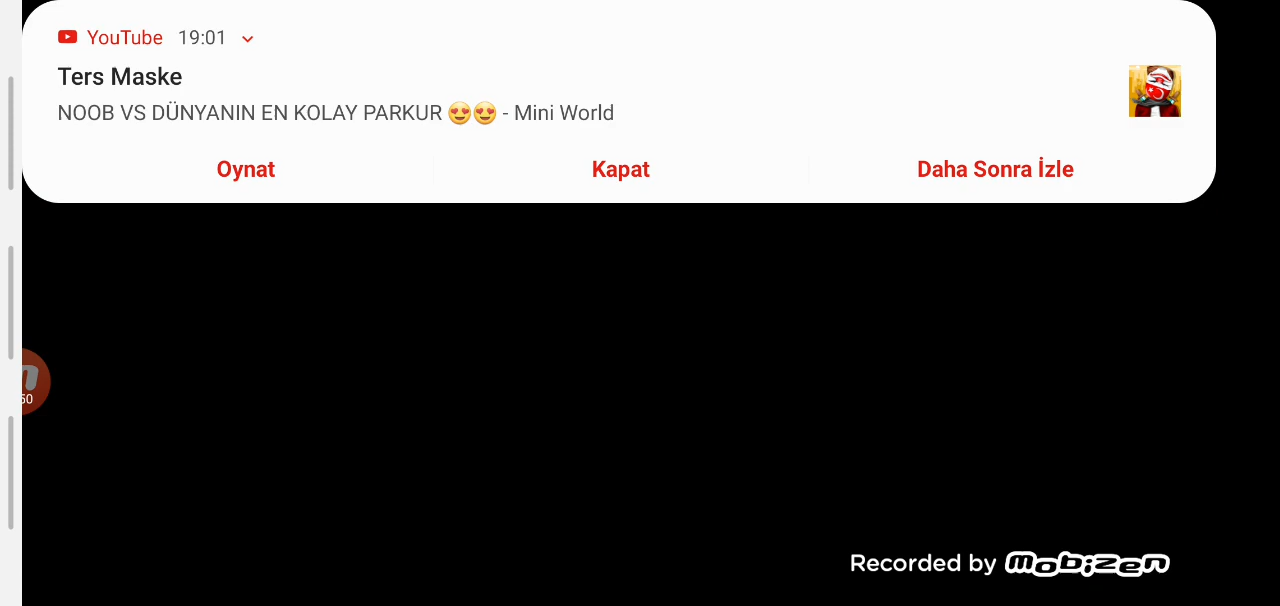 YouTube 19:01
Ters Maske
NOOB VS DÜNYANIN EN KOLAY PARKUR 😍😍 - Mini World
Oynat Kapat Daha Sonra İzle
50
Recorded by mobizen